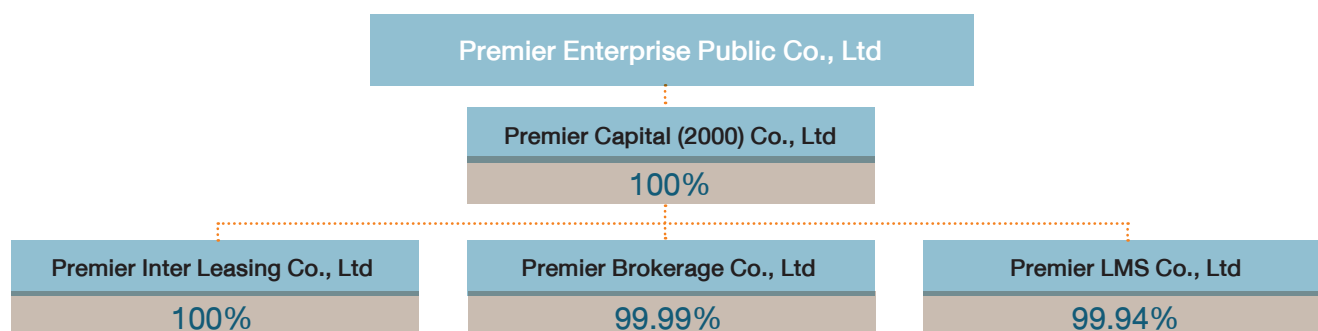 Premier Enterprise Public Co., Ltd
Premier Capital (2000) Co., Ltd
100%
Premier Inter Leasing Co., Ltd
100%
Premier Brokerage Co., Ltd
99.99%
Premier LMS Co., Ltd
99.94%